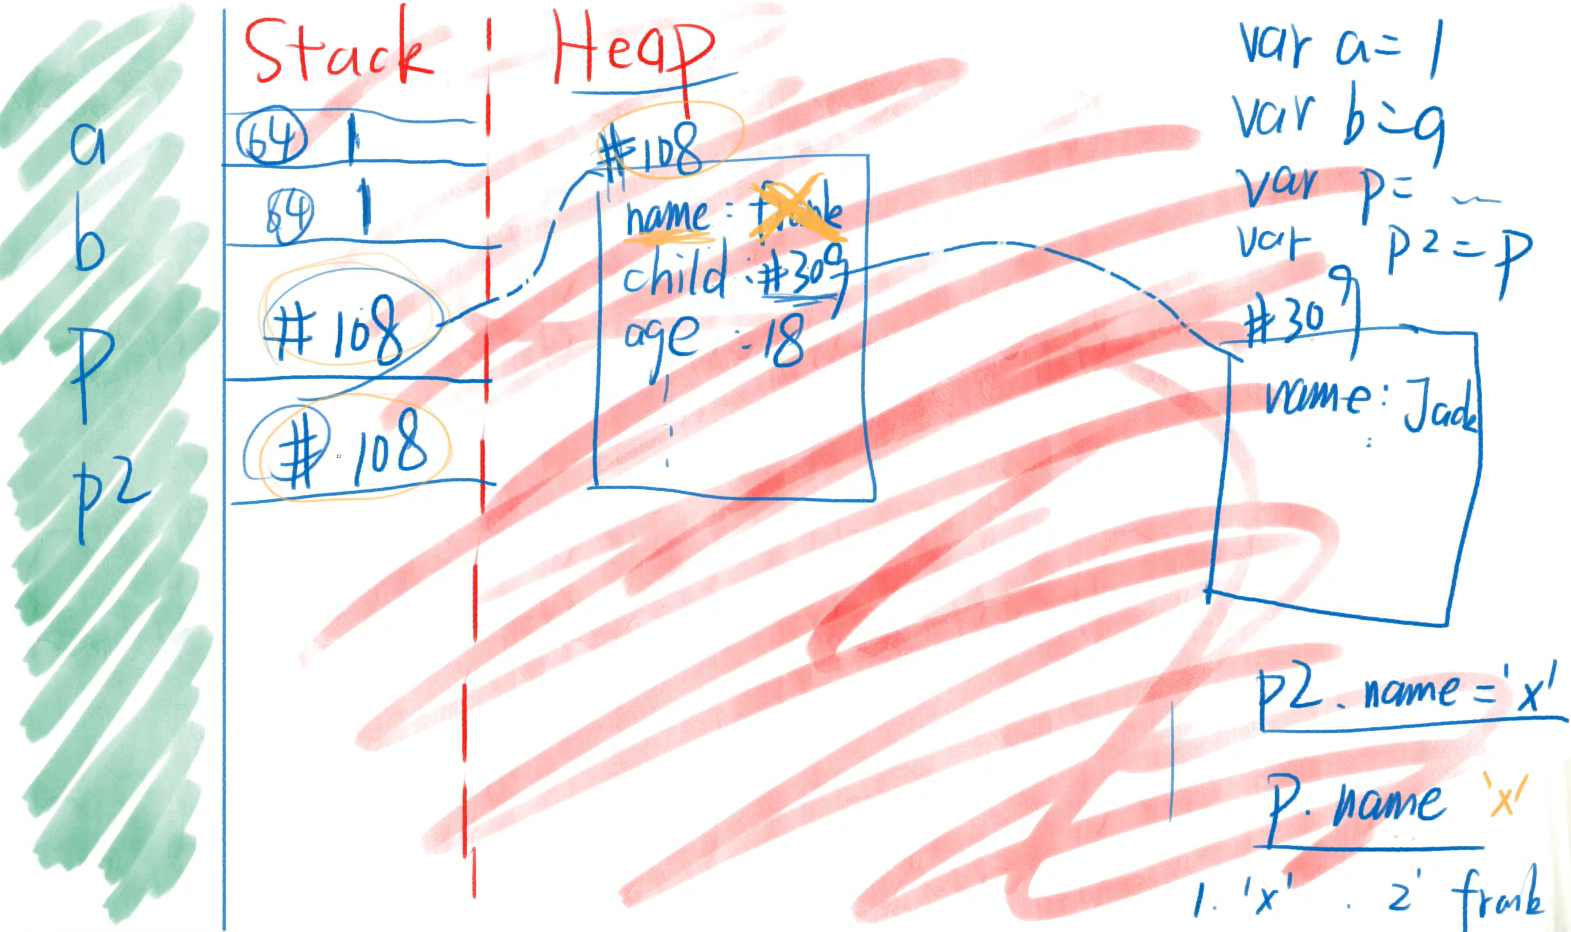 Stack
Heap
a
b
p
p2
64 1
64 1
#108
# 108
#108
name: frank
child: #309
age: 18
var a = 1
var b = a
var p = ~
var p2 = p
#309
name: Jack
p2.name = 'x'
p.name 'x'
1. 'x' . 2' frank